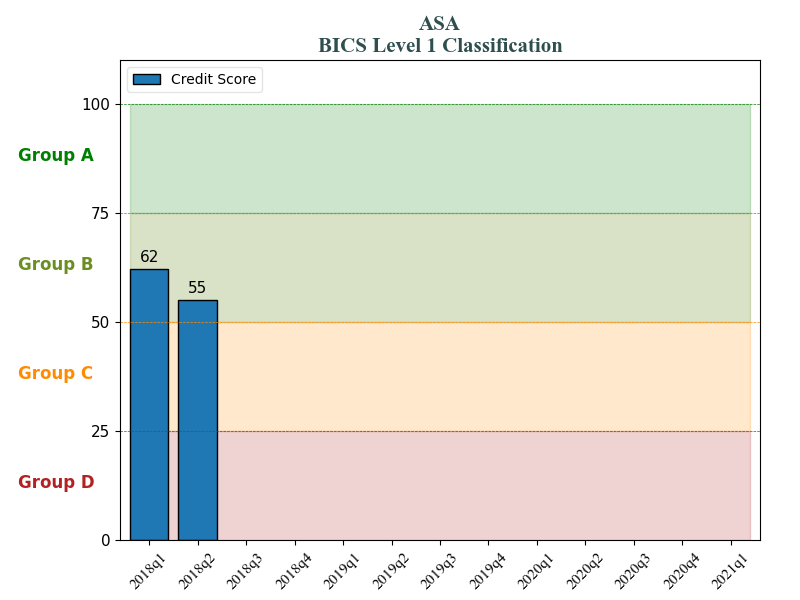 ASA
BICS Level 1 Classification
Credit Score
100
Group A
75
Group B
62
55
50
Group C
25
Group D
0
2018q1 2018q2 2018q3 2018q4 2019q1 2019q2 2019q3 2019q4 2020q1 2020q2 2020q3 2020q4 2021q1